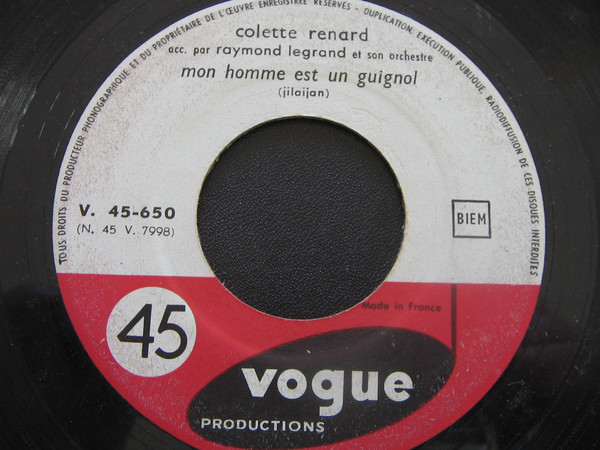 TOUS DROITS DU PRODUCTEUR PHONOGRAPHIQUE ET DU PROPRIÉTAIRE DE L'ŒUVRE ENREGISTRÉE RÉSERVÉS - DUPLICATION, EXÉCUTION PUBLIQUE, RADIODIFFUSION DE CES DISQUES INTERDITES
colette renard
acc. par raymond legrand et son orchestre
mon homme est un guignol
(jilaijan)
V. 45-650
(N. 45 V. 7998)
BIEM
Made in France
45
vogue
PRODUCTIONS